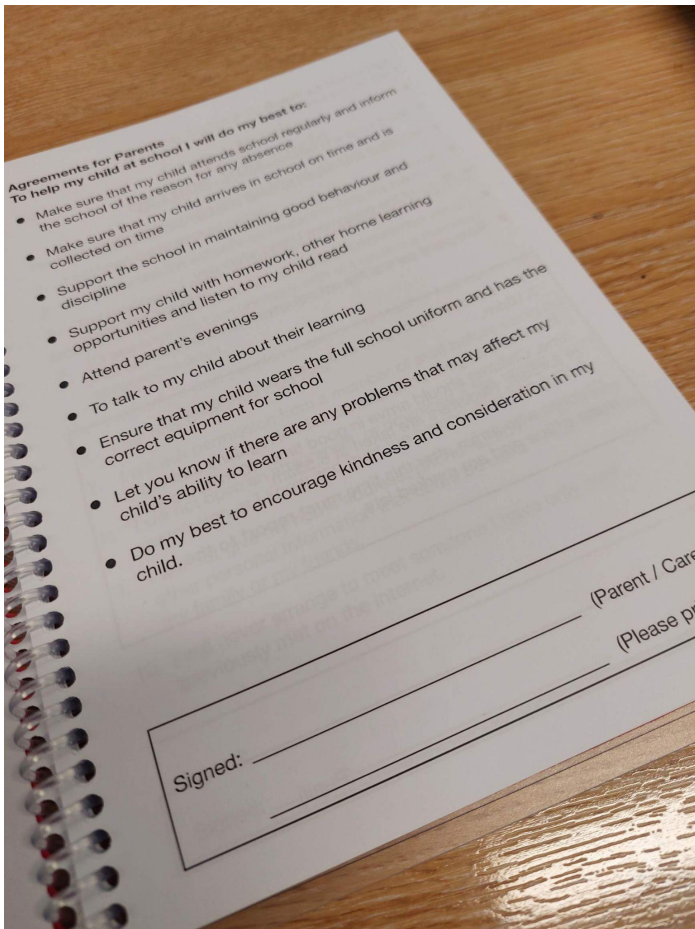 Agreements for Parents
To help my child at school I will do my best to:
• Make sure that my child attends school regularly and inform
the school of the reason for any absence
• Make sure that my child arrives in school on time and is
collected on time
• Support the school in maintaining good behaviour and
discipline
• Support my child with homework, other home learning
opportunities and listen to my child read
• Attend parent's evenings
• To talk to my child about their learning
• Ensure that my child wears the full school uniform and has the
correct equipment for school
• Let you know if there are any problems that may affect my
child's ability to learn
• Do my best to encourage kindness and consideration in my
child.
(Parent / Care
(Please p
Signed: